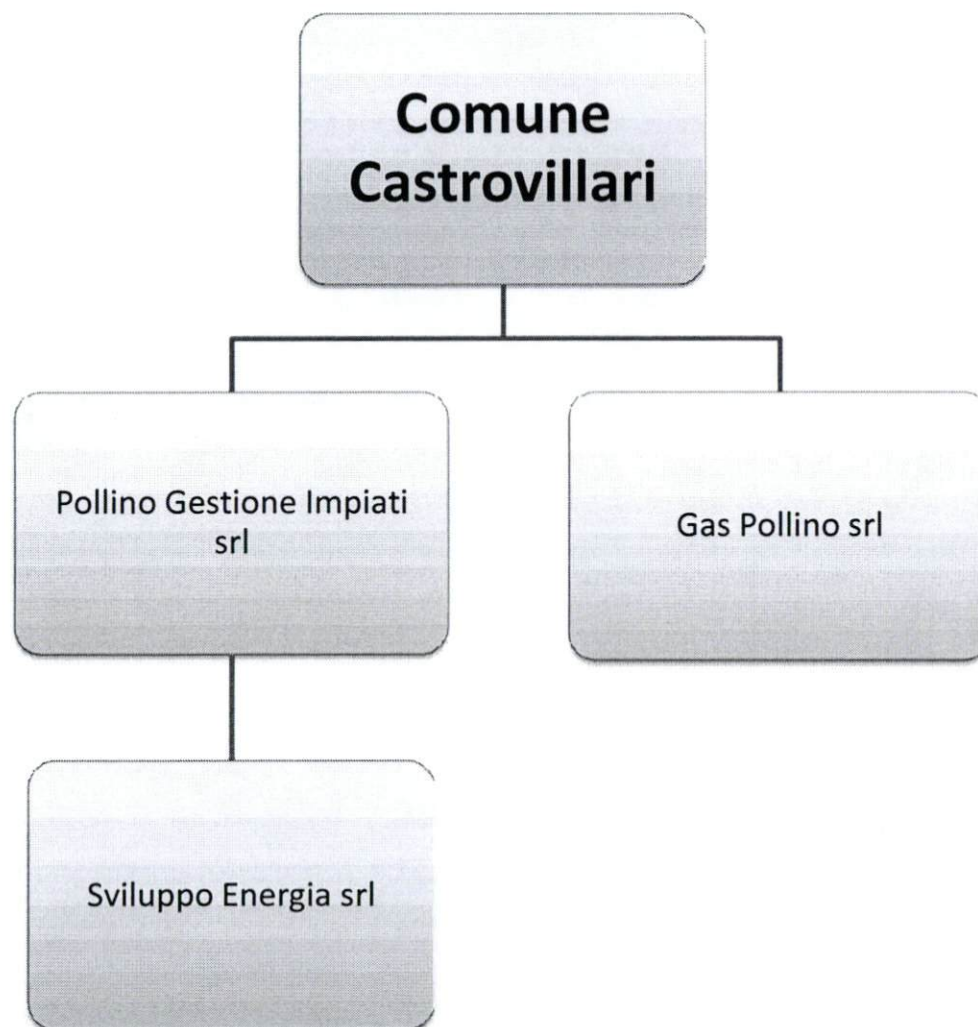 Comune
Castrovillari
Pollino Gestione Impiati
srl
Gas Pollino srl
Sviluppo Energia srl